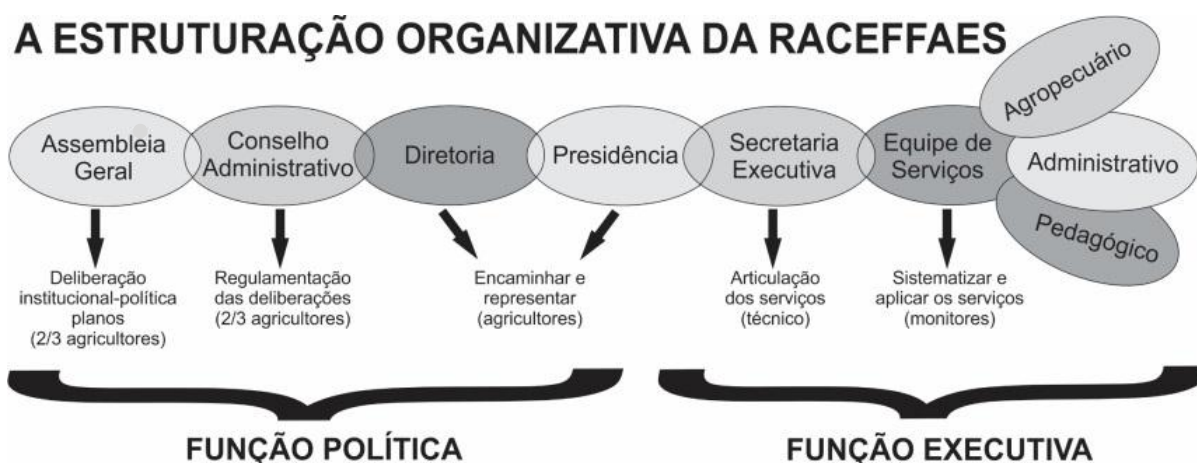 A ESTRUTURAÇÃO ORGANIZATIVA DA RACEFFAES
Assembleia
Geral
Conselho
Administrativo
Diretoria
Presidência
Secretaria
Executiva
Equipe de
Serviços
Agropecuário
Administrativo
Pedagógico
Deliberação
institucional-política
planos
(2/3 agricultores)
Regulamentação
das deliberações
(2/3 agricultores)
Encaminhar e
representar
(agricultores)
Articulação
dos serviços
(técnico)
Sistematizar e
aplicar os serviços
(monitores)
FUNÇÃO POLÍTICA
FUNÇÃO EXECUTIVA